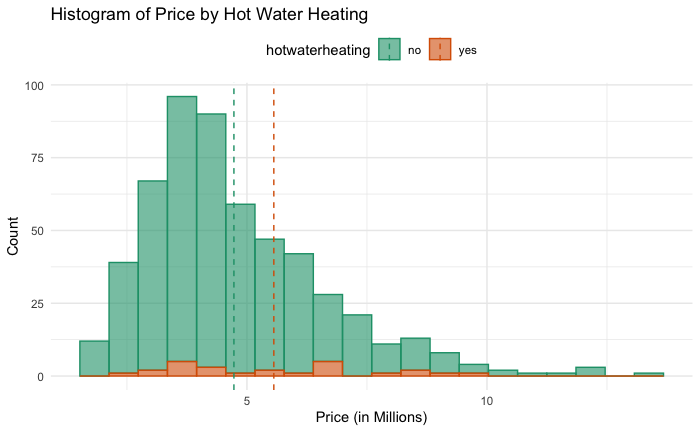 Histogram of Price by Hot Water Heating
hotwaterheating no yes
100
75
50
25
0
Count
5 10
Price (in Millions)